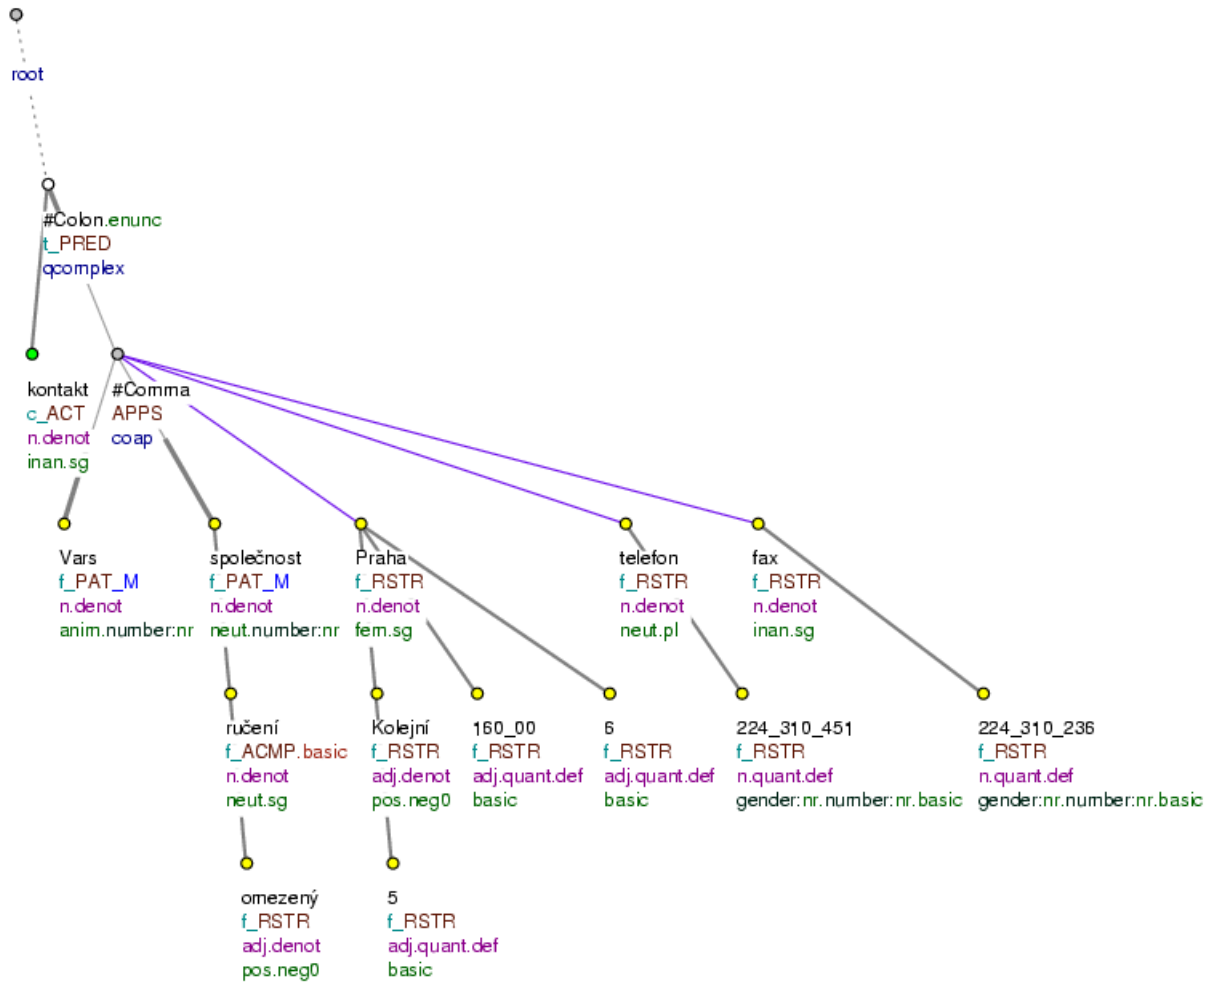 root
#Colon.enunc
t_PRED
qcomplex
kontakt
c_ACT
n.denot
inan.sg
#Comma
APPS
coap
Vars
f_PAT_M
n.denot
anim.number:nr
společnost
f_PAT_M
n.denot
neut.number:nr
Praha
f_RSTR
n.denot
fem.sg
telefon
f_RSTR
n.denot
neut.pl
fax
f_RSTR
n.denot
inan.sg
ručení
f_ACMP.basic
n.denot
neut.sg
Kolejní
f_RSTR
adj.denot
pos.neg0
160_00
f_RSTR
adj.quant.def
basic
6
f_RSTR
adj.quant.def
basic
224_310_451
f_RSTR
n.quant.def
gender:nr.number:nr.basic
224_310_236
f_RSTR
n.quant.def
gender:nr.number:nr.basic
omezený
f_RSTR
adj.denot
pos.neg0
5
f_RSTR
adj.quant.def
basic